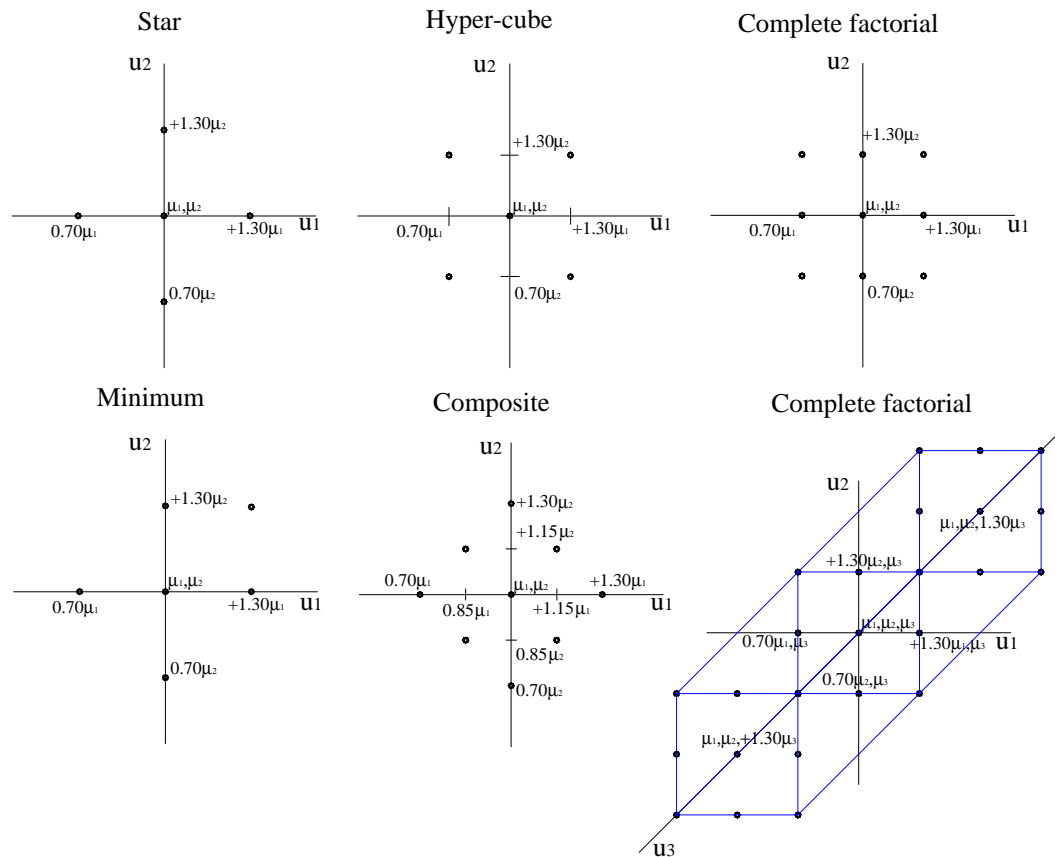 Star
u2
+1.30μ2
μ1,μ2
0.70μ1
+1.30μ1
u1
0.70μ2
Hyper-cube
u2
+1.30μ2
μ1,μ2
0.70μ1
+1.30μ1
u1
0.70μ2
Complete factorial
u2
+1.30μ2
μ1,μ2
0.70μ1
+1.30μ1
u1
0.70μ2
Minimum
u2
+1.30μ2
μ1,μ2
0.70μ1
+1.30μ1
u1
0.70μ2
Composite
u2
+1.30μ2
+1.15μ2
0.70μ1
μ1,μ2
+1.30μ1
0.85μ1
+1.15μ1
u1
0.85μ2
0.70μ2
Complete factorial
u2
μ1,μ2,1.30μ3
+1.30μ2,μ3
μ1,μ2,μ3
0.70μ1,μ3
+1.30μ1,μ3
u1
0.70μ2,μ3
μ1,μ2,+1.30μ3
u3